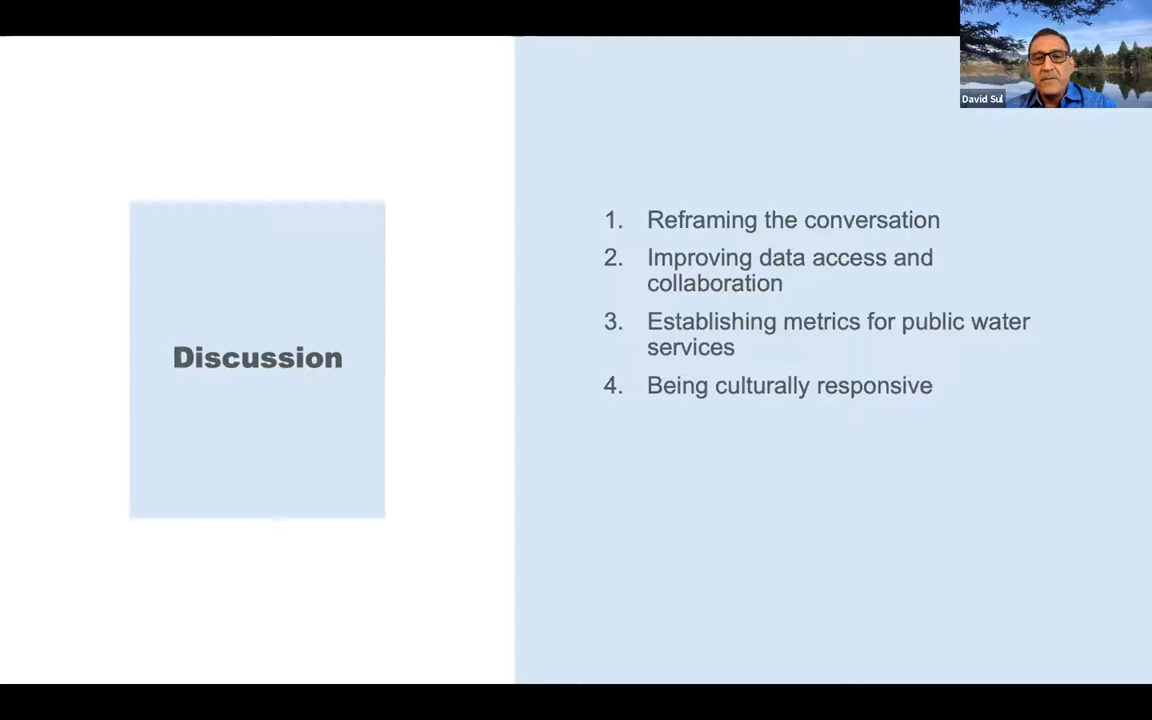 David Sul
Discussion
1. Reframing the conversation
2. Improving data access and
collaboration
3. Establishing metrics for public water
services
4. Being culturally responsive